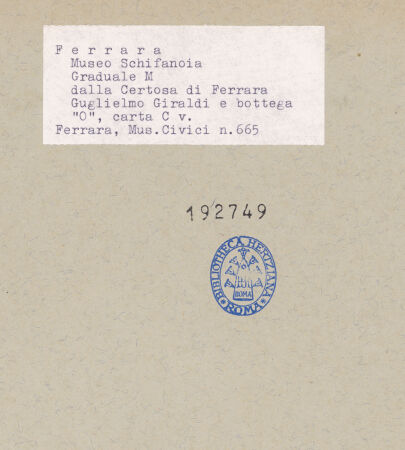 F e r r a r a
Museo Schifanoia
Graduale M
dalla Certosa di Ferrara
Guglielmo Giraldi e bottega
"O", carta C v.
Ferrara, Mus.Civici n.665
192749
BIBLIOTHECA HERTZIANA
ROMA
ROMA